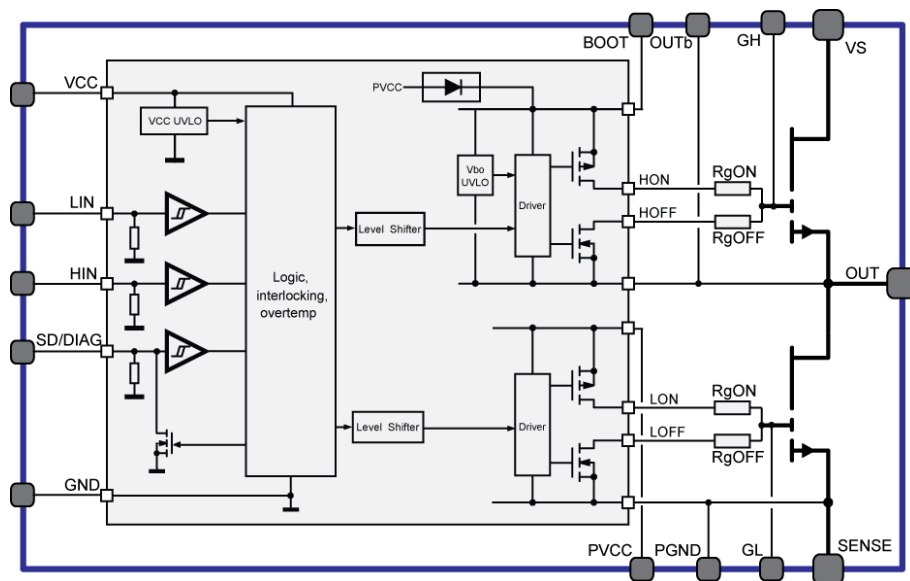 BOOT OUTb GH VS
VCC
PVCC
VCC UVLO
Vbo
UVLO
Driver
HON
RgON
LIN
HOFF
RgOFF
Level Shifter
HIN
Logic,
interlocking,
overtemp
OUT
SD/DIAG
LON
RgON
Level Shifter
Driver
LOFF
RgOFF
GND
PVCC PGND GL SENSE